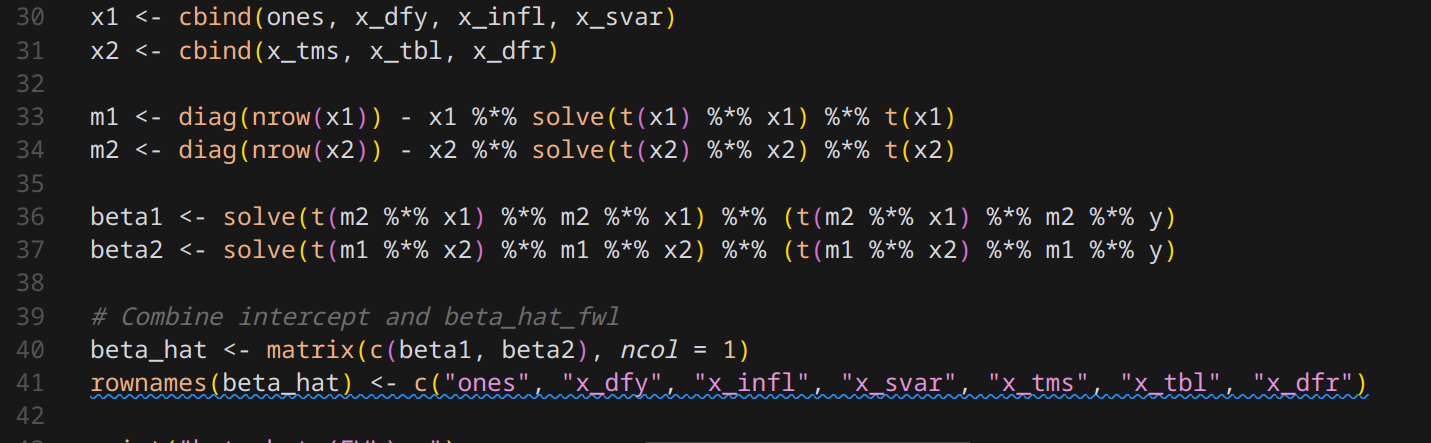 30 x1 <- cbind(ones, x_dfy, x_infl, x_svar)
31 x2 <- cbind(x_tms, x_tbl, x_dfr)
32
33 m1 <- diag(nrow(x1)) - x1 %*% solve(t(x1) %*% x1) %*% t(x1)
34 m2 <- diag(nrow(x2)) - x2 %*% solve(t(x2) %*% x2) %*% t(x2)
35
36 beta1 <- solve(t(m2 %*% x1) %*% m2 %*% x1) %*% (t(m2 %*% x1) %*% m2 %*% y)
37 beta2 <- solve(t(m1 %*% x2) %*% m1 %*% x2) %*% (t(m1 %*% x2) %*% m1 %*% y)
38
39 # Combine intercept and beta_hat_fwl
40 beta_hat <- matrix(c(beta1, beta2), ncol = 1)
41 rownames(beta_hat) <- c("ones", "x_dfy", "x_infl", "x_svar", "x_tms", "x_tbl", "x_dfr")
42